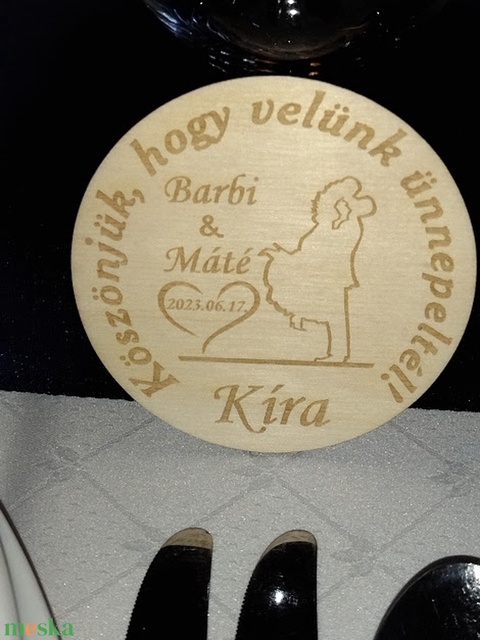 Köszönjük, hogy velünk ünnepeltél!!
Barbi
&
Máté
2023.06.17.
Kíra
meska